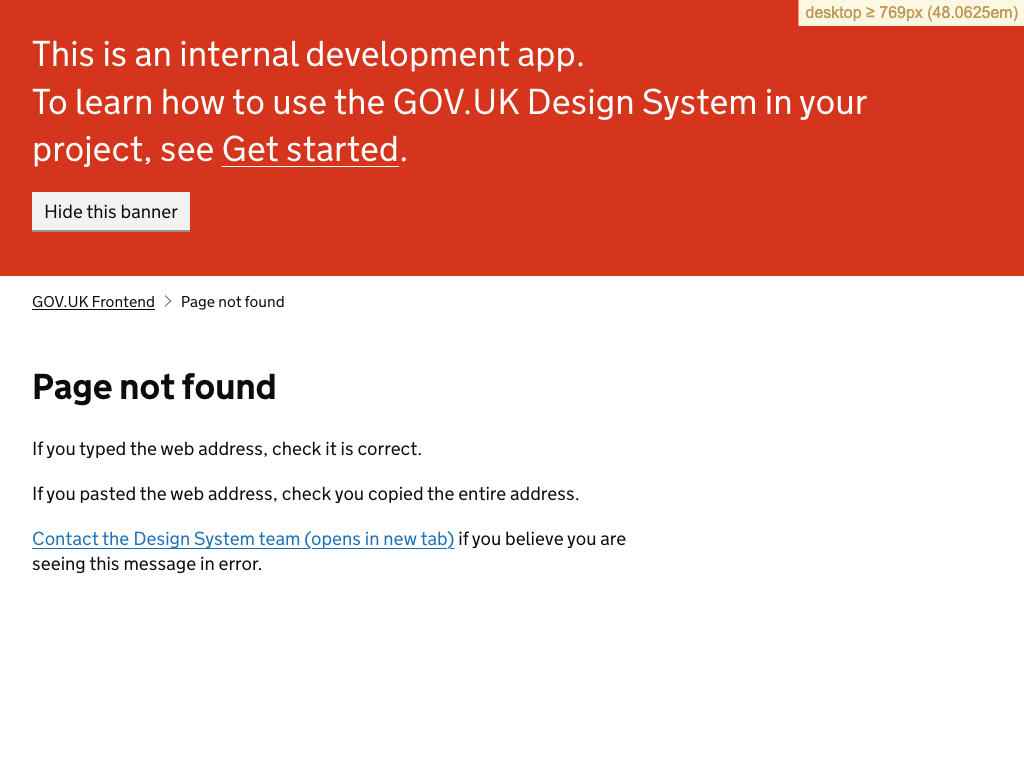 desktop ≥ 769px (48.0625em)
This is an internal development app.
To learn how to use the GOV.UK Design System in your
project, see Get started.
Hide this banner
GOV.UK Frontend > Page not found
Page not found
If you typed the web address, check it is correct.
If you pasted the web address, check you copied the entire address.
Contact the Design System team (opens in new tab) if you believe you are
seeing this message in error.